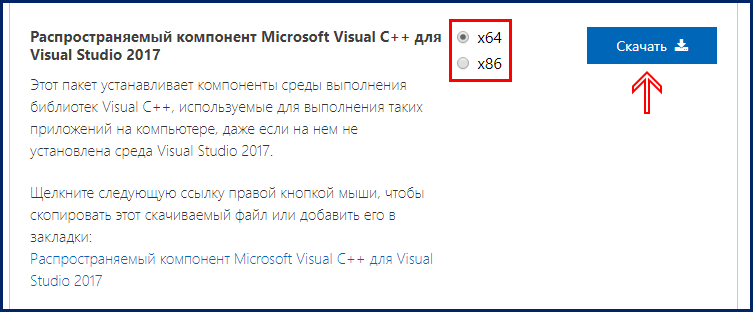 Распространяемый компонент Microsoft Visual C++ для
Visual Studio 2017
x64
x86
Скачать
Этот пакет устанавливает компоненты среды выполнения
библиотек Visual C++, используемые для выполнения таких
приложений на компьютере, даже если на нем не
установлена среда Visual Studio 2017.
Щелкните следующую ссылку правой кнопкой мыши, чтобы
скопировать этот скачиваемый файл или добавить его в
закладки:
Распространяемый компонент Microsoft Visual C++ для Visual
Studio 2017